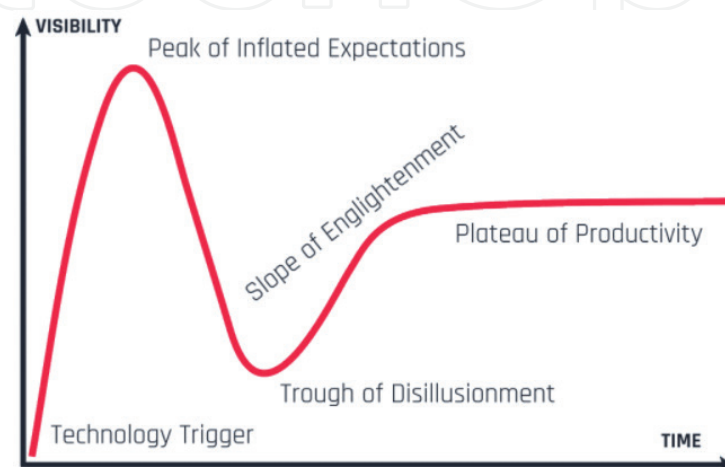 VISIBILITY
Peak of Inflated Expectations
Slope of Englightenment
Plateau of Productivity
Trough of Disillusionment
Technology Trigger
TIME